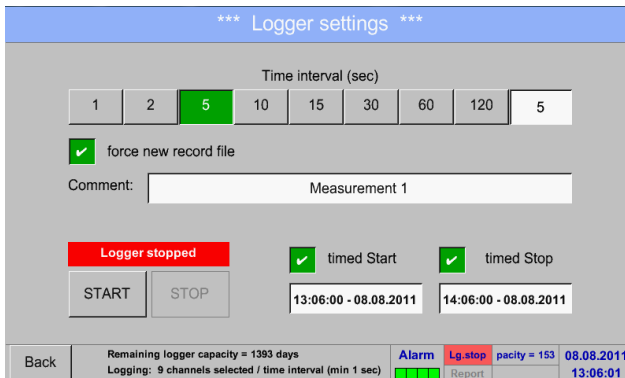 *** Logger settings ***
Time interval (sec)
1 2 5 10 15 30 60 120 5
force new record file
Comment: Measurement 1
Logger stopped
timed Start timed Stop
START STOP
13:06:00 - 08.08.2011 14:06:00 - 08.08.2011
Back
Remaining logger capacity = 1393 days
Logging: 9 channels selected / time interval (min 1 sec)
Alarm Lg.stop pacity = 153 08.08.2011
Report 13:06:01